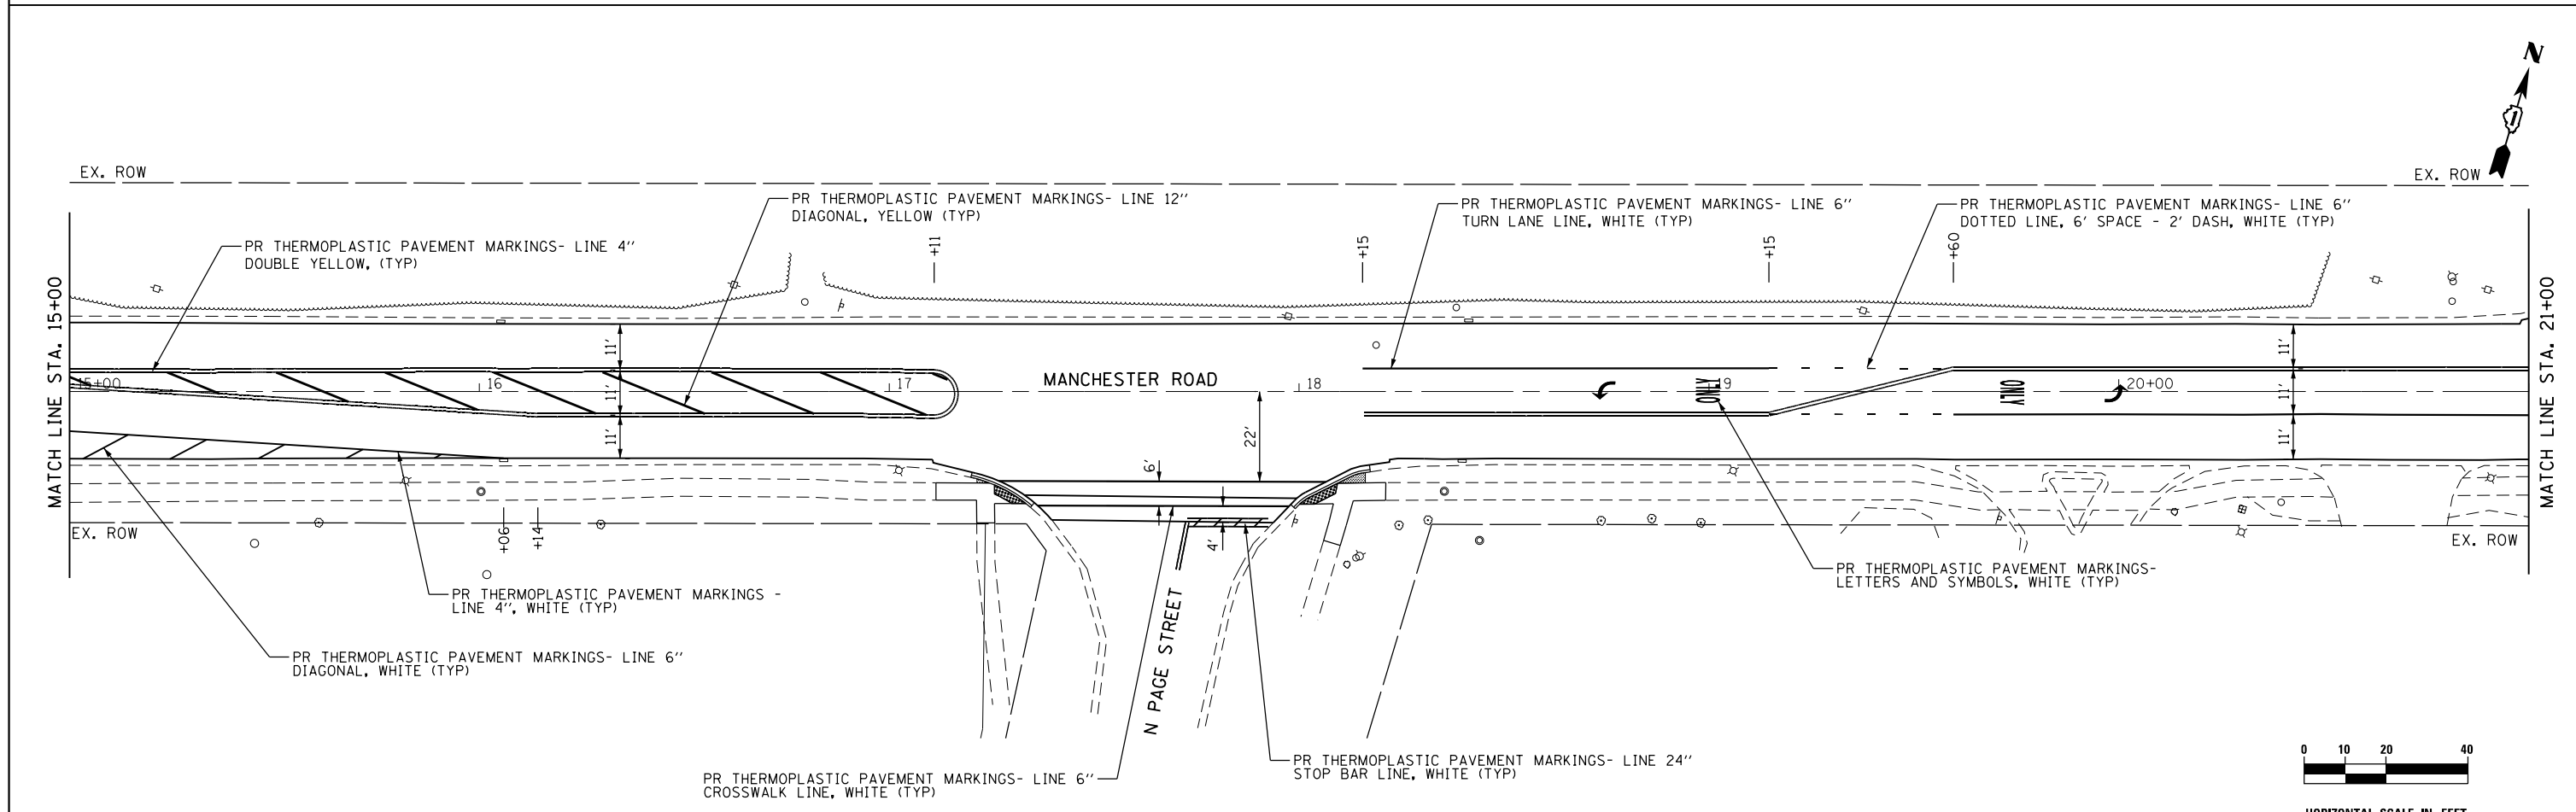 N
1
EX. ROW
EX. ROW
PR THERMOPLASTIC PAVEMENT MARKINGS- LINE 12"
DIAGONAL, YELLOW (TYP)
PR THERMOPLASTIC PAVEMENT MARKINGS- LINE 6"
TURN LANE LINE, WHITE (TYP)
PR THERMOPLASTIC PAVEMENT MARKINGS- LINE 6"
DOTTED LINE, 6' SPACE - 2' DASH, WHITE (TYP)
PR THERMOPLASTIC PAVEMENT MARKINGS- LINE 4"
DOUBLE YELLOW, (TYP)
+11
+15
+15
+60
MATCH LINE STA. 15+00
MATCH LINE STA. 21+00
11'
11'
11'
15+00
16
17
MANCHESTER ROAD
18
ONLY
19
ONLY
20+00
11'
11'
11'
22'
6'
4'
+06
+14
EX. ROW
EX. ROW
PR THERMOPLASTIC PAVEMENT MARKINGS -
LINE 4", WHITE (TYP)
PR THERMOPLASTIC PAVEMENT MARKINGS-
LETTERS AND SYMBOLS, WHITE (TYP)
PR THERMOPLASTIC PAVEMENT MARKINGS- LINE 6"
DIAGONAL, WHITE (TYP)
N PAGE STREET
PR THERMOPLASTIC PAVEMENT MARKINGS- LINE 24"
STOP BAR LINE, WHITE (TYP)
PR THERMOPLASTIC PAVEMENT MARKINGS- LINE 6"
CROSSWALK LINE, WHITE (TYP)
0 10 20 40
HORIZONTAL SCALE IN FEET